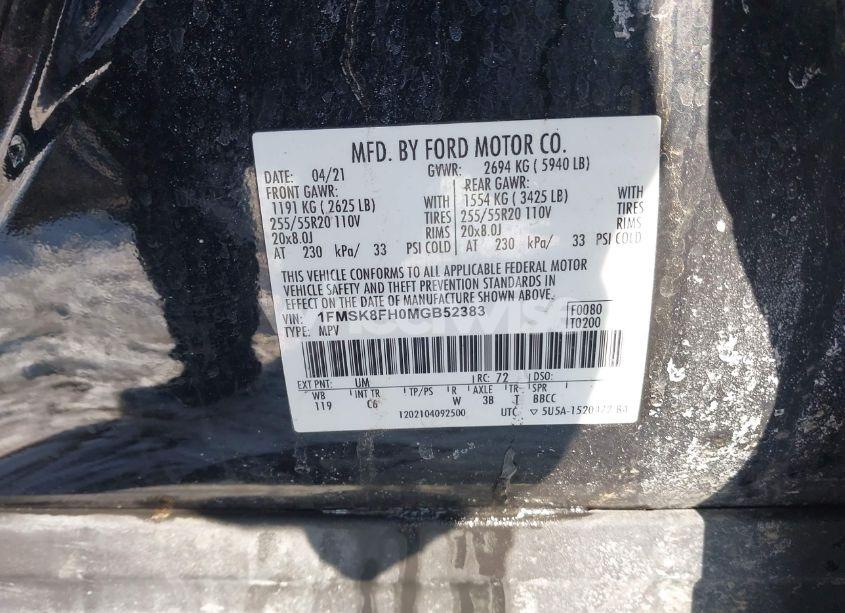 MFD. BY FORD MOTOR CO.
DATE: 04/21 GVWR: 2694 KG ( 5940 LB)
FRONT GAWR: REAR GAWR:
1191 KG ( 2625 LB) WITH 1554 KG ( 3425 LB) WITH
255/55R20 110V TIRES 255/55R20 110V TIRES
20x8.0J RIMS 20x8.0J RIMS
AT 230 kPa/ 33 PSI COLD AT 230 kPa/ 33 PSI COLD
THIS VEHICLE CONFORMS TO ALL APPLICABLE FEDERAL MOTOR
VEHICLE SAFETY AND THEFT PREVENTION STANDARDS IN
EFFECT ON THE DATE OF MANUFACTURE SHOWN ABOVE.
VIN: 1FMSK8FH0MGB52383 F0080
TYPE: MPV T0200
EXT PNT: UM RC: 72 DSO:
WB INT TR TP/PS R AXLE TR SPR
119 C6 W 3B T BBCC
1202104092500 UTC ▽ 5U5A-1520472-BA